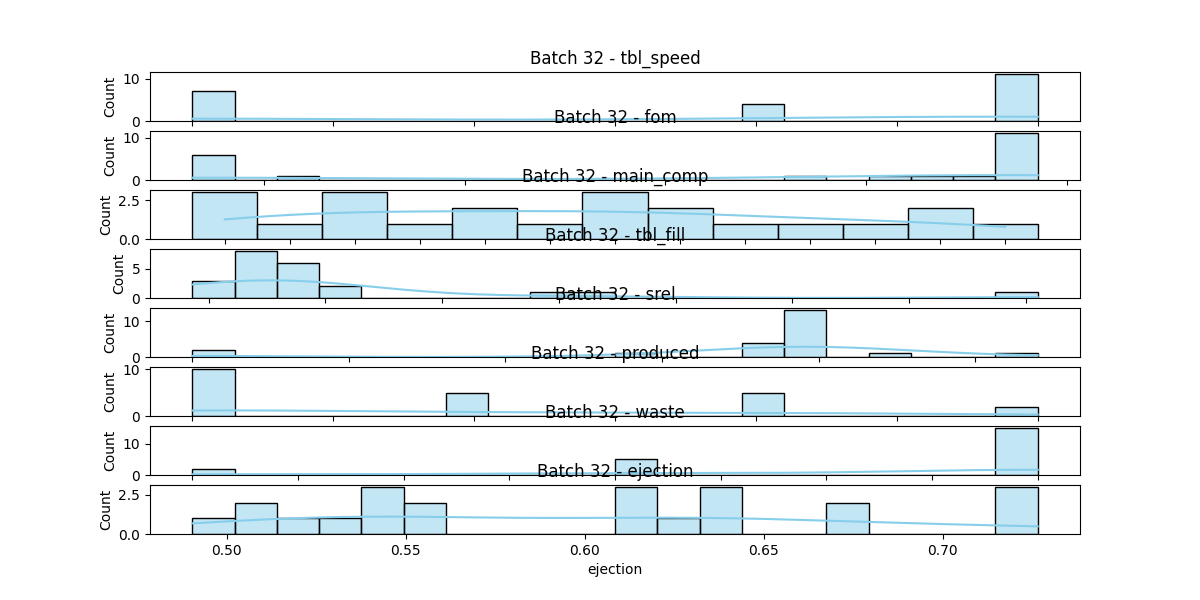 Batch 32 - tbl_speed
10
0
Count
Batch 32 - fom
10
0
Count
Batch 32 - main_comp
2.5
0.0
Count
Batch 32 - tbl_fill
5
0
Count
Batch 32 - srel
10
0
Count
Batch 32 - produced
10
0
Count
Batch 32 - waste
10
0
Count
Batch 32 - ejection
2.5
0.0
Count
0.50 0.55 0.60 0.65 0.70
ejection